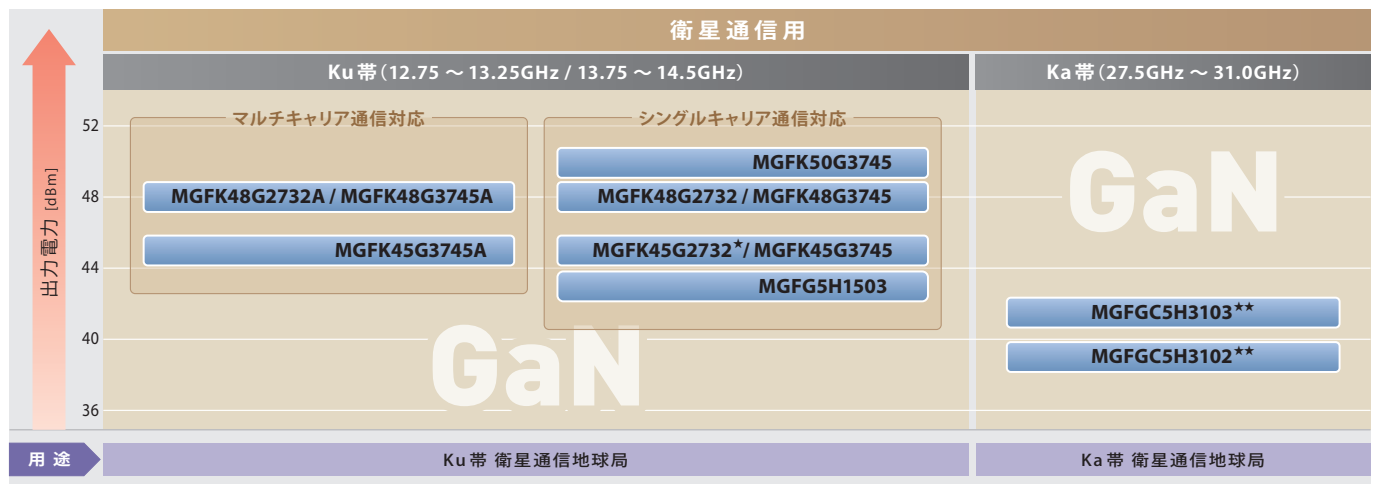 衛星通信用
Ku帯(12.75 ～ 13.25GHz / 13.75 ～ 14.5GHz)
Ka帯(27.5GHz ～ 31.0GHz)
出力電力 [dBm]
52
48
44
40
36
マルチキャリア通信対応
MGFK48G2732A / MGFK48G3745A
MGFK45G3745A
シングルキャリア通信対応
MGFK50G3745
MGFK48G2732 / MGFK48G3745
MGFK45G2732★/ MGFK45G3745
MGFG5H1503
GaN
GaN
MGFGC5H3103★★
MGFGC5H3102★★
用途
Ku帯 衛星通信地球局
Ka帯 衛星通信地球局